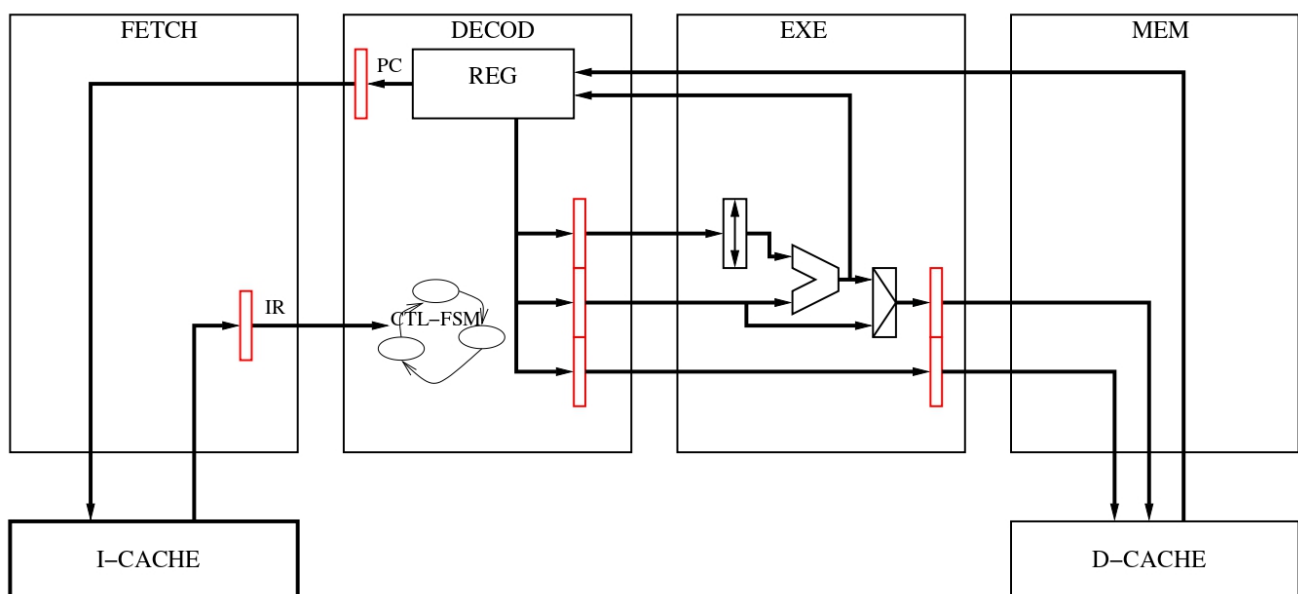 FETCH
DECOD
EXE
MEM
PC
REG
IR
CTL–FSM
I–CACHE
D–CACHE